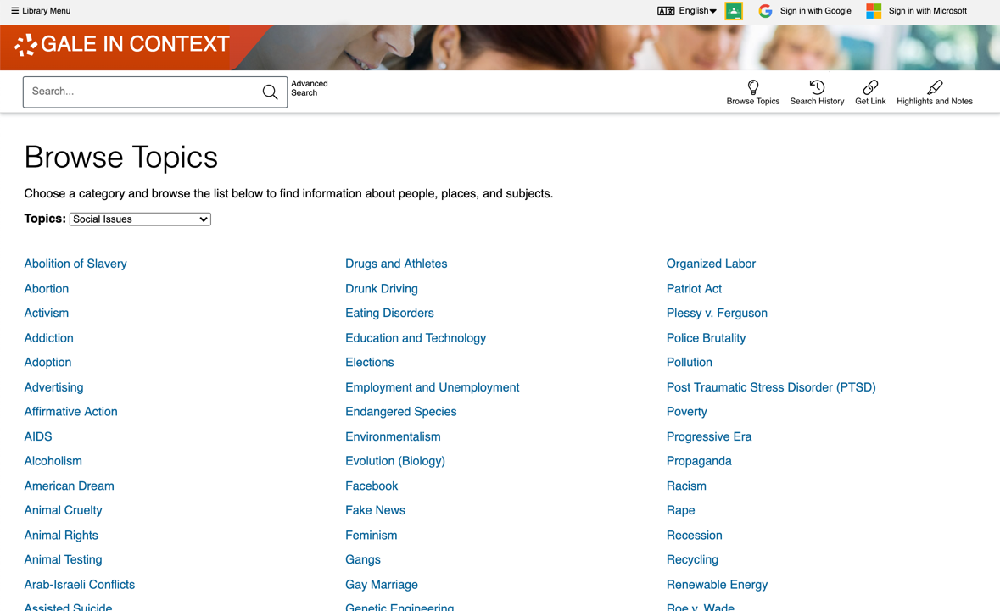 Library Menu
English
Sign in with Google
Sign in with Microsoft
GALE IN CONTEXT
Search...
Advanced Search
Browse Topics
Search History
Get Link
Highlights and Notes
Browse Topics
Choose a category and browse the list below to find information about people, places, and subjects.
Topics: Social Issues
Abolition of Slavery
Abortion
Activism
Addiction
Adoption
Advertising
Affirmative Action
AIDS
Alcoholism
American Dream
Animal Cruelty
Animal Rights
Animal Testing
Arab-Israeli Conflicts
Assisted Suicide
Drugs and Athletes
Drunk Driving
Eating Disorders
Education and Technology
Elections
Employment and Unemployment
Endangered Species
Environmentalism
Evolution (Biology)
Facebook
Fake News
Feminism
Gangs
Gay Marriage
Genetic Engineering
Organized Labor
Patriot Act
Plessy v. Ferguson
Police Brutality
Pollution
Post Traumatic Stress Disorder (PTSD)
Poverty
Progressive Era
Propaganda
Racism
Rape
Recession
Recycling
Renewable Energy
Roe v. Wade